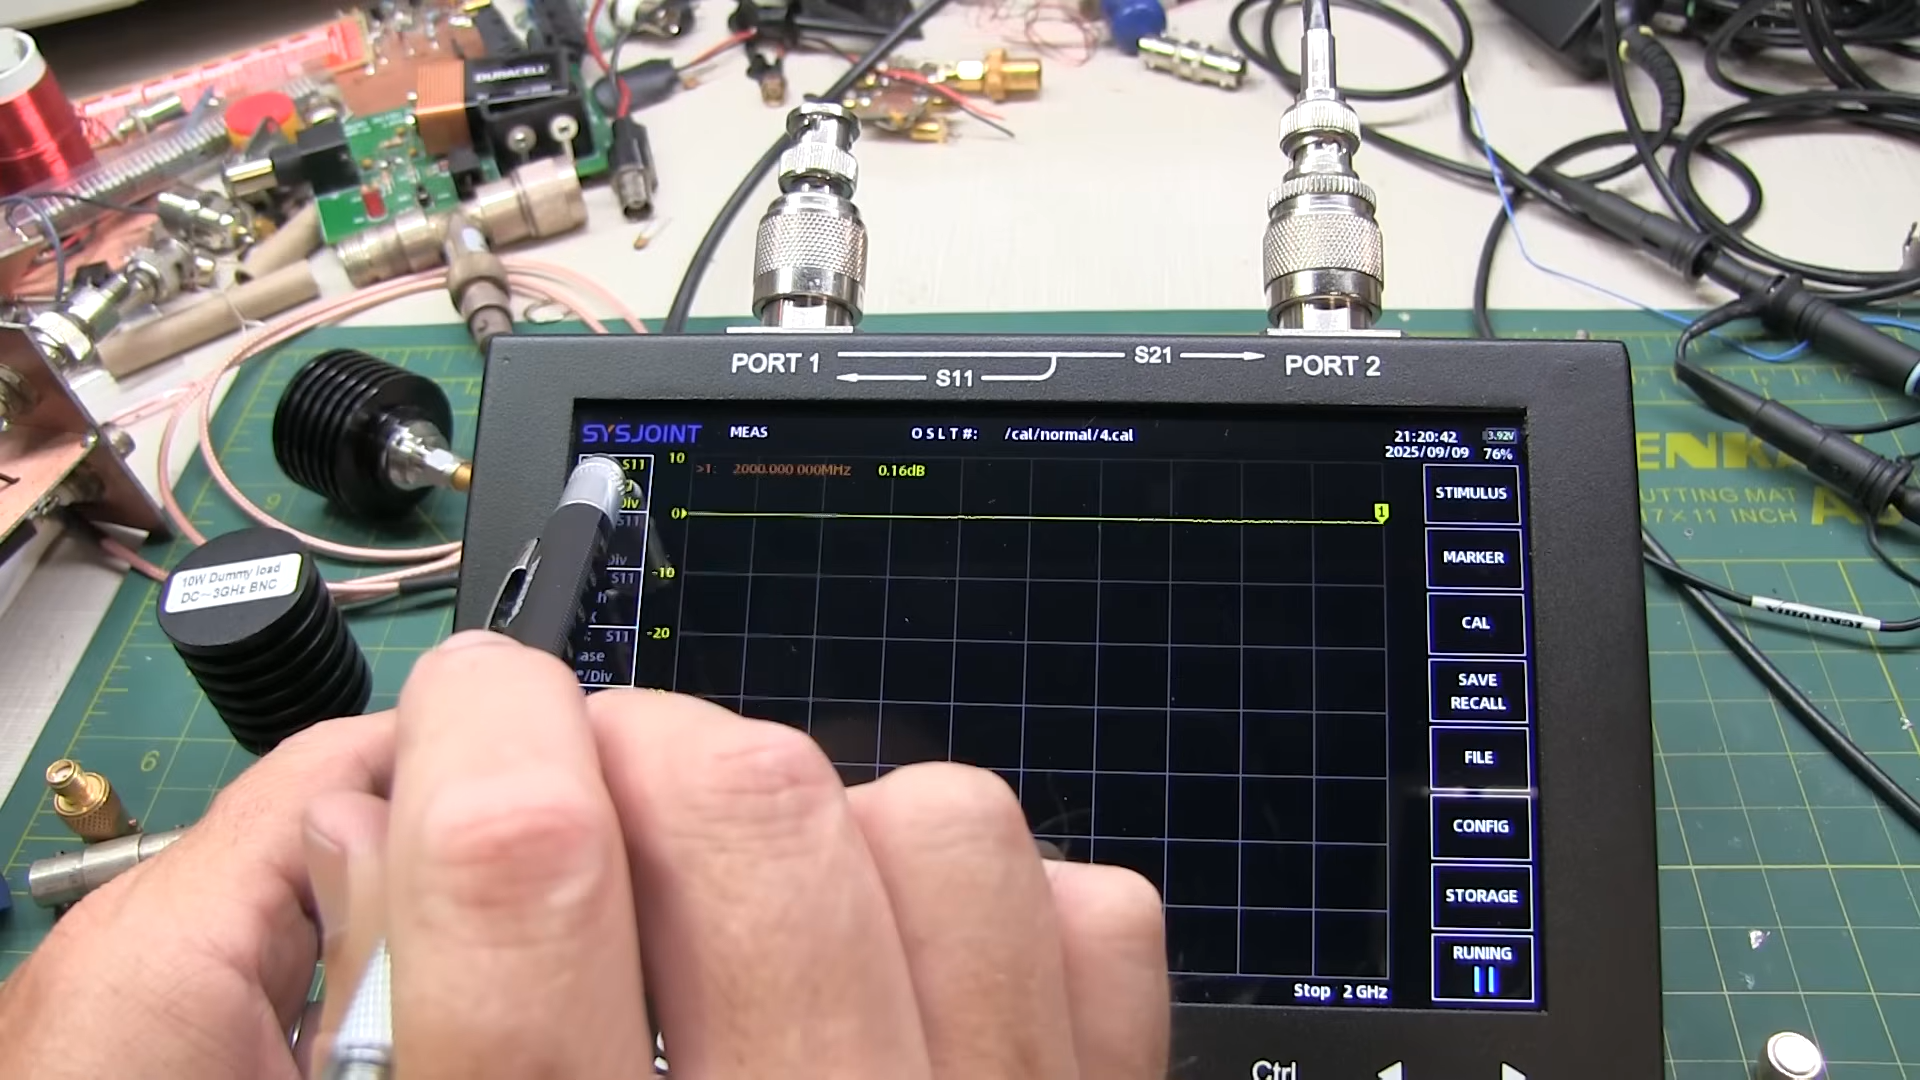 DURACELL
PORT 1
S11
S21
PORT 2
SYSJOINT
MEAS
O S L T #:
/cal/normal/4.cal
21:20:42
3.92V
2025/09/09
76%
S11
10
>1:
2000.000 000MHz
0.16dB
Div
0
1
S11
Div
-10
S11
S11
-20
ase
°/Div
STIMULUS
MARKER
CAL
SAVE
RECALL
FILE
CONFIG
STORAGE
RUNING
Stop 2 GHz
Ctrl
10W Dummy load
DC~3GHz BNC
9
6
ENKA
UTTING MAT
17X11 INCH